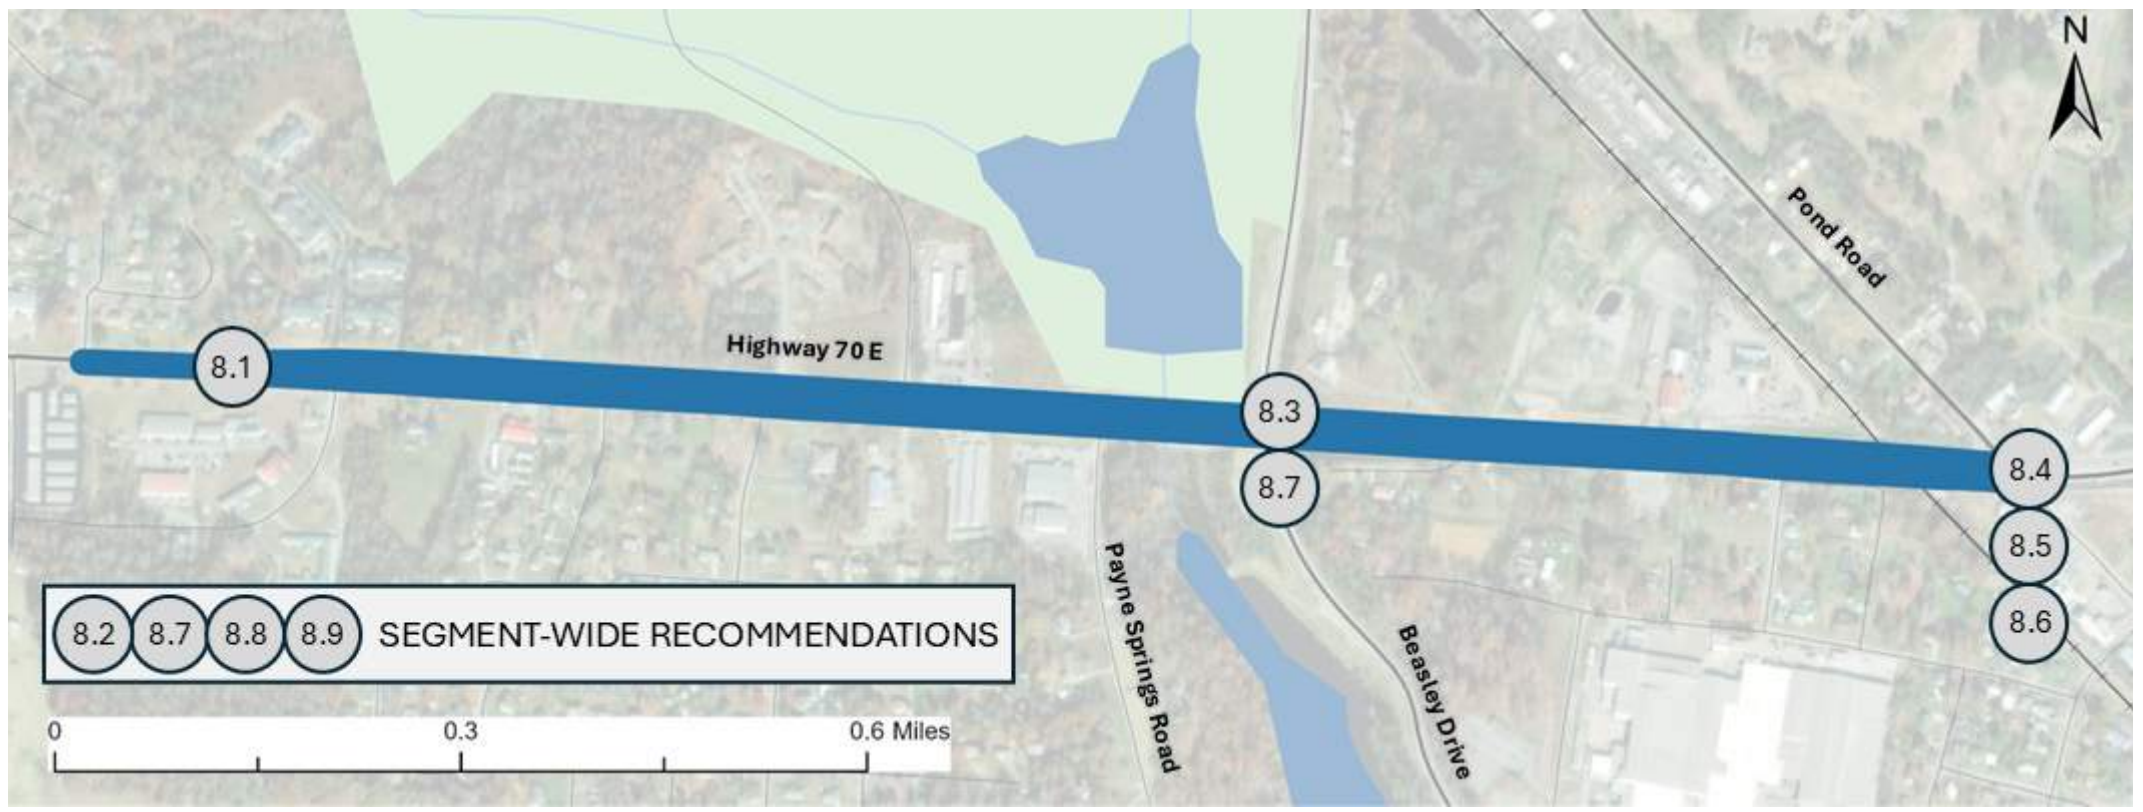 N
Pond Road
Highway 70 E
8.1
8.3
8.7
8.4
8.5
8.6
Payne Springs Road
Beasley Drive
8.2 8.7 8.8 8.9 SEGMENT-WIDE RECOMMENDATIONS
0 0.3 0.6 Miles